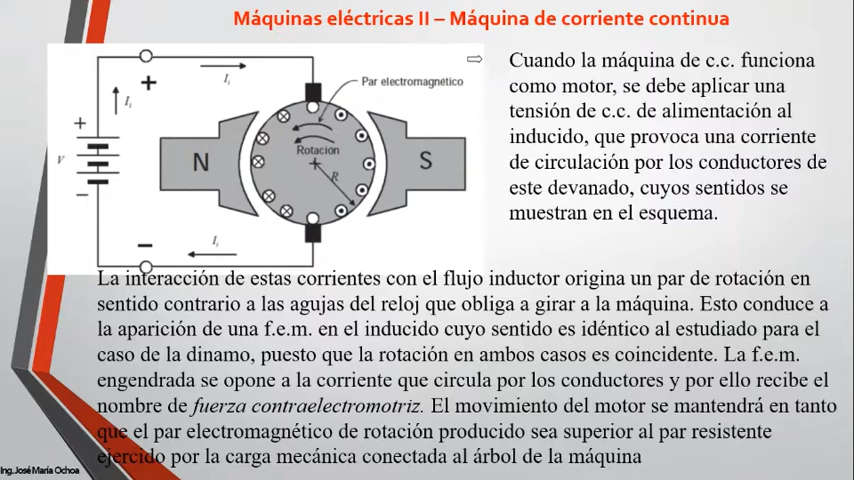 Máquinas eléctricas II – Máquina de corriente continua
+
I_i
I_i
Par electromagnético
+
V
−
N
Rotación
R
S
I_i
−
⇨ Cuando la máquina de c.c. funciona
como motor, se debe aplicar una
tensión de c.c. de alimentación al
inducido, que provoca una corriente
de circulación por los conductores de
este devanado, cuyos sentidos se
muestran en el esquema.
La interacción de estas corrientes con el flujo inductor origina un par de rotación en
sentido contrario a las agujas del reloj que obliga a girar a la máquina. Esto conduce a
la aparición de una f.e.m. en el inducido cuyo sentido es idéntico al estudiado para el
caso de la dinamo, puesto que la rotación en ambos casos es coincidente. La f.e.m.
engendrada se opone a la corriente que circula por los conductores y por ello recibe el
nombre de fuerza contraelectromotriz. El movimiento del motor se mantendrá en tanto
que el par electromagnético de rotación producido sea superior al par resistente
ejercido por la carga mecánica conectada al árbol de la máquina
Ing. José María Ochoa